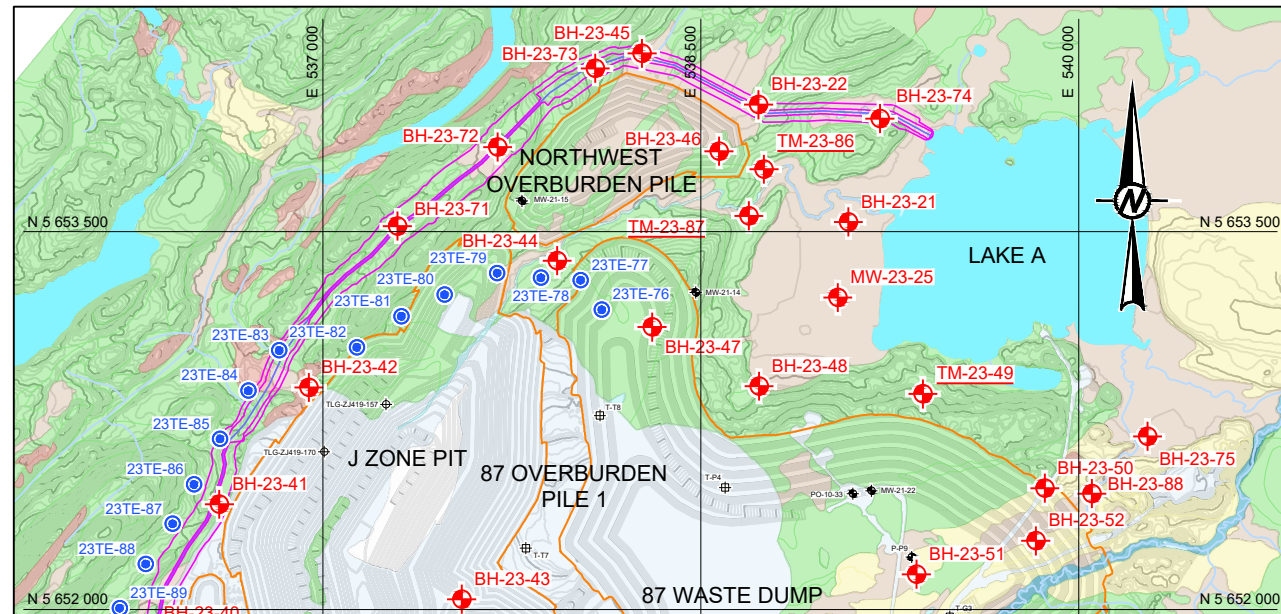 BH-23-45
BH-23-73
E 537 000
E 538 500
E 540 000
BH-23-22
BH-23-74
BH-23-72
BH-23-46
TM-23-86
NORTHWEST
OVERBURDEN PILE
MW-21-15
BH-23-71
N 5 653 500
N 5 653 500
BH-23-21
TM-23-87
BH-23-44
LAKE A
N
23TE-79
23TE-77
23TE-80
23TE-78
MW-23-25
MW-21-14
23TE-81
23TE-76
23TE-83
23TE-82
BH-23-47
BH-23-42
23TE-84
BH-23-48
TM-23-49
TLG-ZJ419-157
T-T8
23TE-85
TLG-ZJ419-170
J ZONE PIT
87 OVERBURDEN
PILE 1
BH-23-75
23TE-86
BH-23-41
T-P4
BH-23-50
BH-23-88
PO-10-33
MW-21-22
23TE-87
BH-23-52
T-T7
P-P9
23TE-88
BH-23-51
BH-23-43
87 WASTE DUMP
N 5 652 000
N 5 652 000
23TE-89
BH-23-40
T-G3